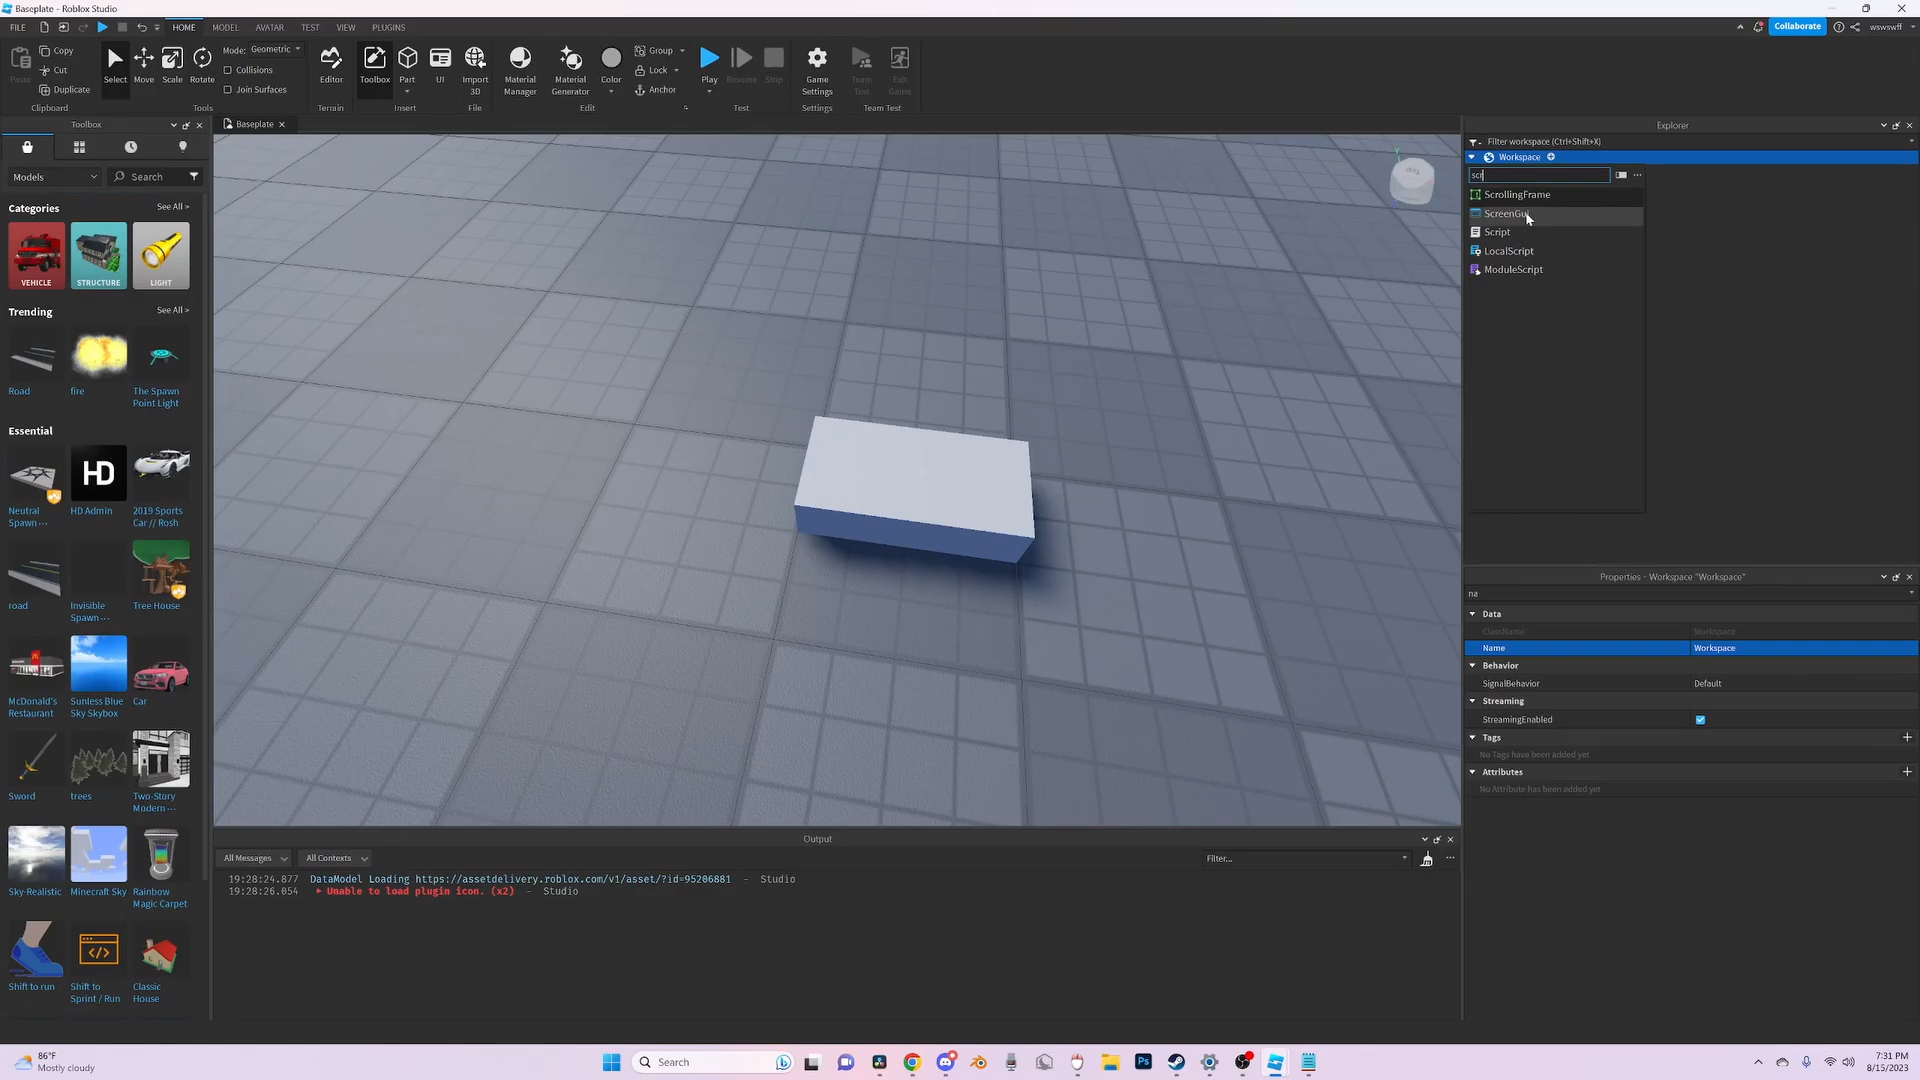 Baseplate - Roblox Studio
FILE
HOME
MODEL
AVATAR
TEST
VIEW
PLUGINS
Collaborate
wswswff
Paste
Copy
Cut
Duplicate
Clipboard
Select
Move
Scale
Rotate
Mode: Geometric
Collisions
Join Surfaces
Tools
Editor
Terrain
Toolbox
Part
UI
Insert
Import
3D
File
Material
Manager
Material
Generator
Color
Group
Lock
Anchor
Edit
Play
Resume
Stop
Test
Game
Settings
Settings
Team
Test
Exit
Game
Team Test
Toolbox
Models
Search
Categories
See All >
VEHICLE
STRUCTURE
LIGHT
Trending
See All >
Road
fire
The Spawn
Point Light
Essential
HD
Neutral
Spawn ···
HD Admin
2019 Sports
Car // Rosh
road
Invisible
Spawn ···
Tree House
McDonald's
Restaurant
Sunless Blue
Sky Skybox
Car
Sword
trees
Two-Story
Modern ···
Sky-Realistic
Minecraft Sky
Rainbow
Magic Carpet
Shift to run
Shift to
Sprint / Run
Classic
House
Baseplate
Top
Y
Output
All Messages
All Contexts
Filter...
19:28:24.877 DataModel Loading https://assetdelivery.roblox.com/v1/asset/?id=95206881 - Studio
19:28:26.054 Unable to load plugin icon. (x2) - Studio
Explorer
Filter workspace (Ctrl+Shift+X)
Workspace
scr
ScrollingFrame
ScreenGui
Script
LocalScript
ModuleScript
Properties - Workspace "Workspace"
na
Data
ClassName Workspace
Name Workspace
Behavior
SignalBehavior Default
Streaming
StreamingEnabled
Tags
No Tags have been added yet
Attributes
No Attribute has been added yet
86°F
Mostly cloudy
Search
Ps
7:31 PM
8/15/2023